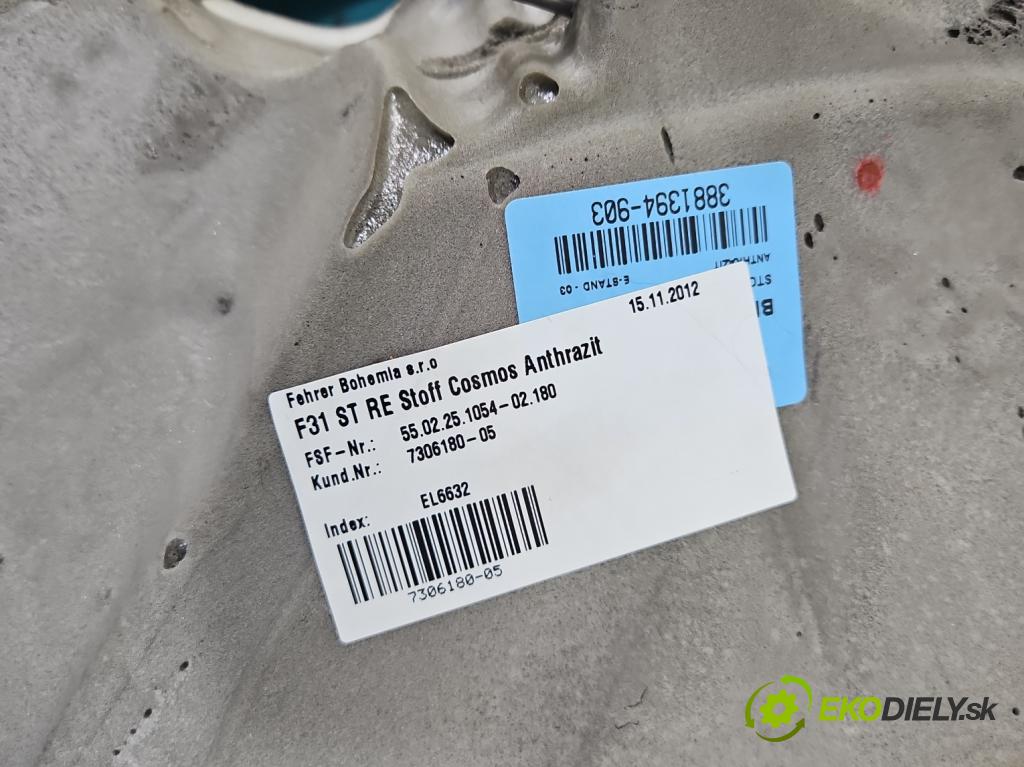 3881394-903
E-STAND - 03
15.11.2012
Fehrer Bohemia s.r.o
F31 ST RE Stoff Cosmos Anthrazit
FSF-Nr.: 55.02.25.1054-02.180
Kund.Nr.: 7306180-05
Index: EL6632
7306180-05
EKODIELY.sk